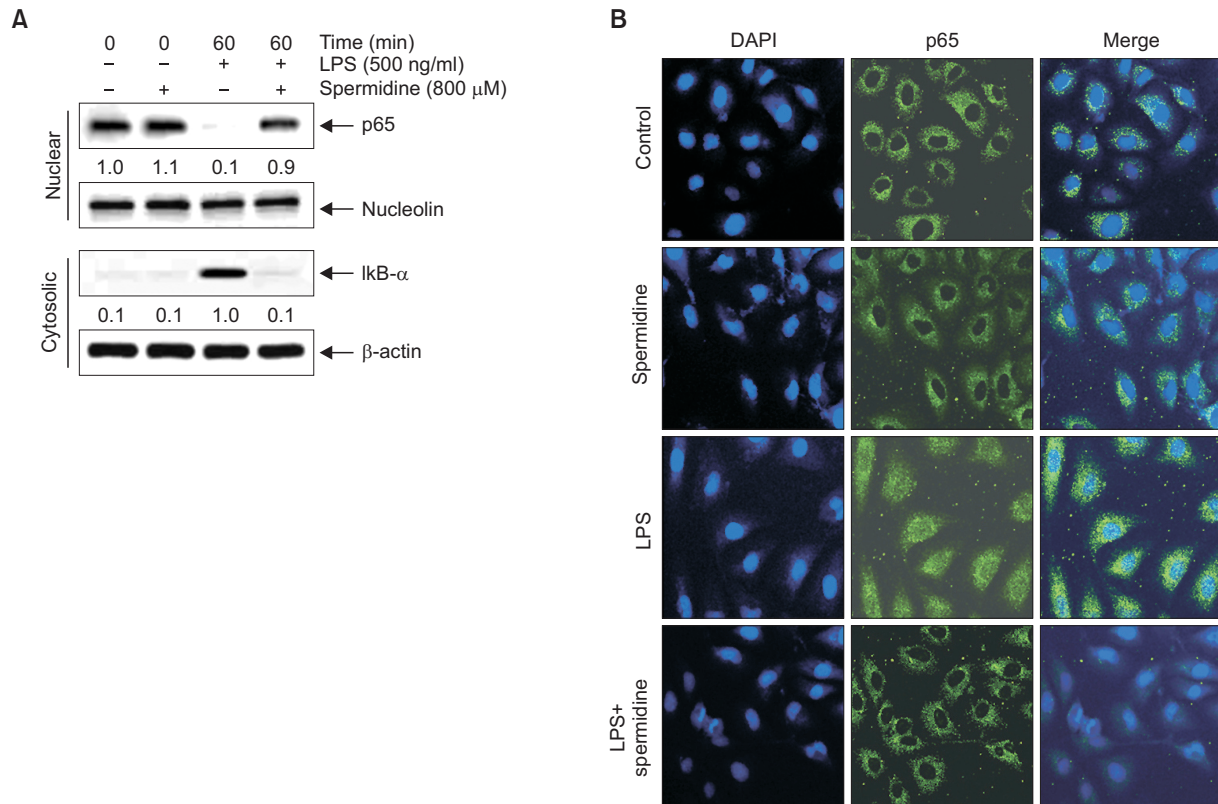 A
0 0 60 60 Time (min)
– – + + LPS (500 ng/ml)
– + – + Spermidine (800 μM)
Nuclear
p65
1.0 1.1 0.1 0.9
Nucleolin
Cytosolic
IkB-α
0.1 0.1 1.0 0.1
β-actin
B
DAPI p65 Merge
Control
Spermidine
LPS
LPS+
spermidine